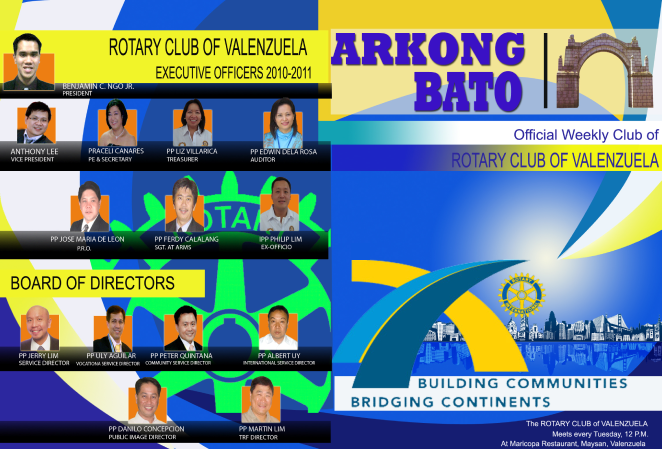 ROTARY CLUB OF VALENZUELA
EXECUTIVE OFFICERS 2010-2011
BENJAMIN C. NGO JR.
PRESIDENT
ANTHONY LEE
VICE PRESIDENT
PRACELI CANARES
PE & SECRETARY
PP LIZ VILLARICA
TREASURER
PP EDWIN DELA ROSA
AUDITOR
PP JOSE MARIA DE LEON
P.R.O.
PP FERDY CALALANG
SGT. AT ARMS
IPP PHILIP LIM
EX-OFFICIO
ROTARY
BOARD OF DIRECTORS
PP JERRY LIM
SERVICE DIRECTOR
PP ULY AGUILAR
VOCATIONA SERVICE DIRECTOR
PP PETER QUINTANA
COMMUNITY SERVICE DIRECTOR
PP ALBERT UY
INTERNATIONAL SERVICE DIRECTOR
PP DANILO CONCEPCION
PUBLIC IMAGE DIRECTOR
PP MARTIN LIM
TRF DIRECTOR
ARKONG
BATO
Official Weekly Club of
ROTARY CLUB OF VALENZUELA
ROTARY
INTERNATIONAL
BUILDING COMMUNITIES
BRIDGING CONTINENTS
The ROTARY CLUB of VALENZUELA
Meets every Tuesday, 12 P.M.
At Maricopa Restaurant, Maysan, Valenzuela